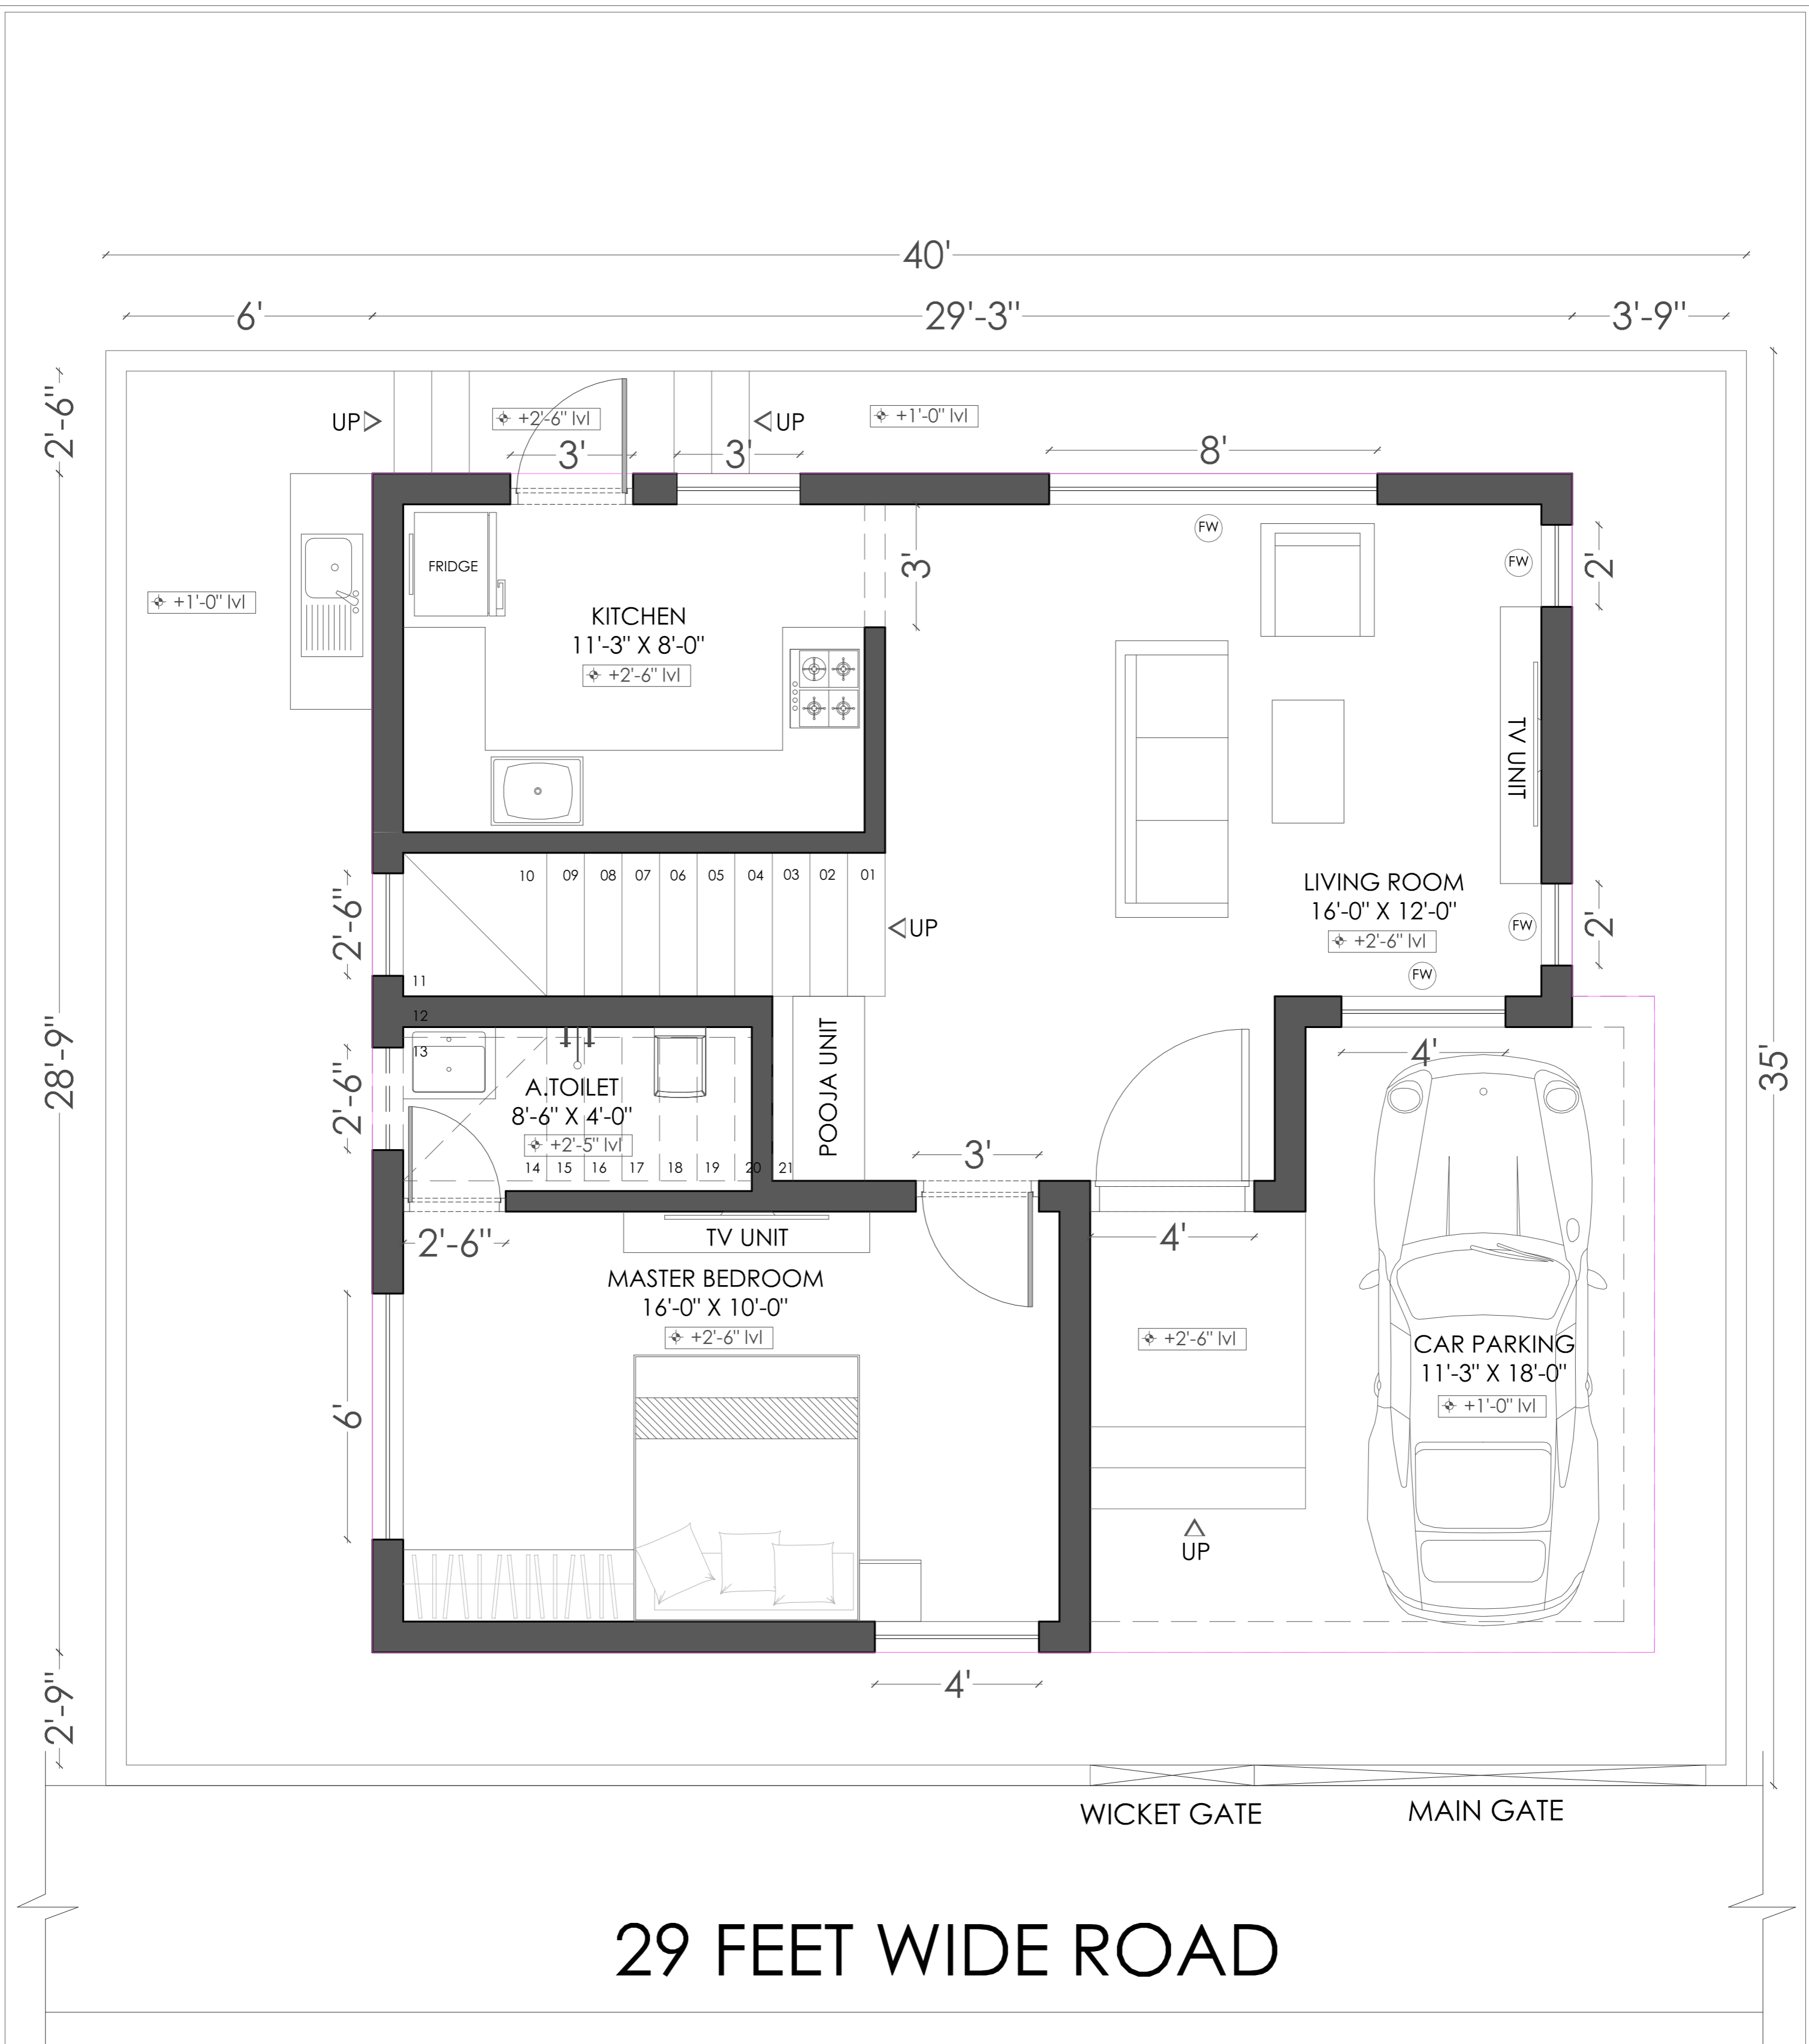 40'
6'
29'-3"
3'-9"
2'-6"
UP
+2'-6" lvl
UP
+1'-0" lvl
3'
3'
8'
FW
FRIDGE
3'
FW
2'
+1'-0" lvl
KITCHEN
11'-3" X 8'-0"
+2'-6" lvl
TV UNIT
10
09
08
07
06
05
04
03
02
01
LIVING ROOM
16'-0" X 12'-0"
+2'-6" lvl
2'-6"
UP
FW
2'
FW
11
12
13
28'-9"
35'
2'-6"
A.TOILET
8'-6" X 4'-0"
+2'-5" lvl
POOJA UNIT
4'
14
15
16
17
18
19
20
21
3'
2'-6"
TV UNIT
4'
MASTER BEDROOM
16'-0" X 10'-0"
+2'-6" lvl
+2'-6" lvl
CAR PARKING
11'-3" X 18'-0"
+1'-0" lvl
6'
UP
4'
2'-9"
WICKET GATE
MAIN GATE
29 FEET WIDE ROAD